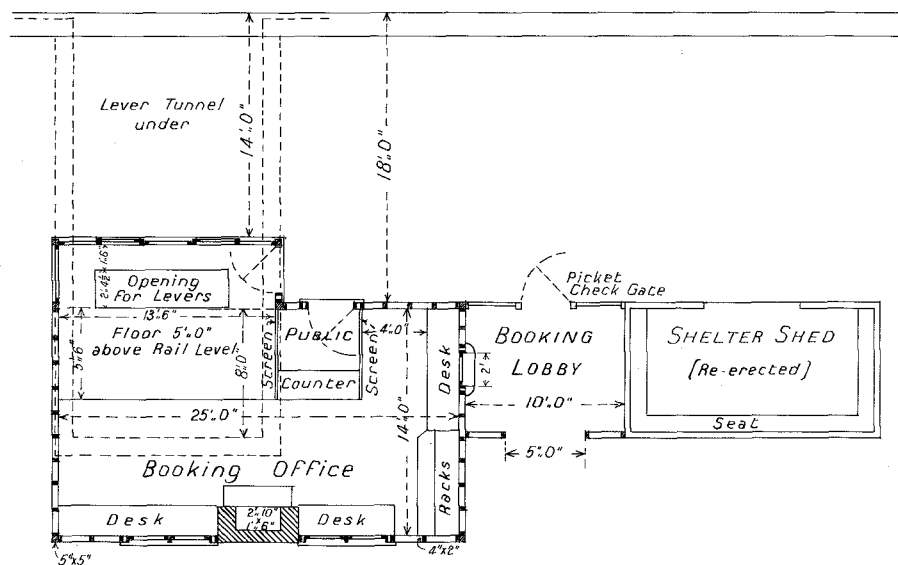 Lever Tunnel
under
14'.0"
18'.0"
2'.4½"x1'.6"
Opening
For Levers
13'.6"
Floor 5'.0"
above Rail Level
5'.6"
8'.0"
Screen
PUBLIC
Counter
Screen
4'.0"
Desk
2'
Picket
Check Gate
BOOKING
LOBBY
10'.0"
5'.0"
SHELTER SHED
[Re-erected]
Seat
25'.0"
14'.0"
BOOKING OFFICE
Racks
Desk
2'.10"
x
1'.6"
Desk
5"x5"
4"x2"